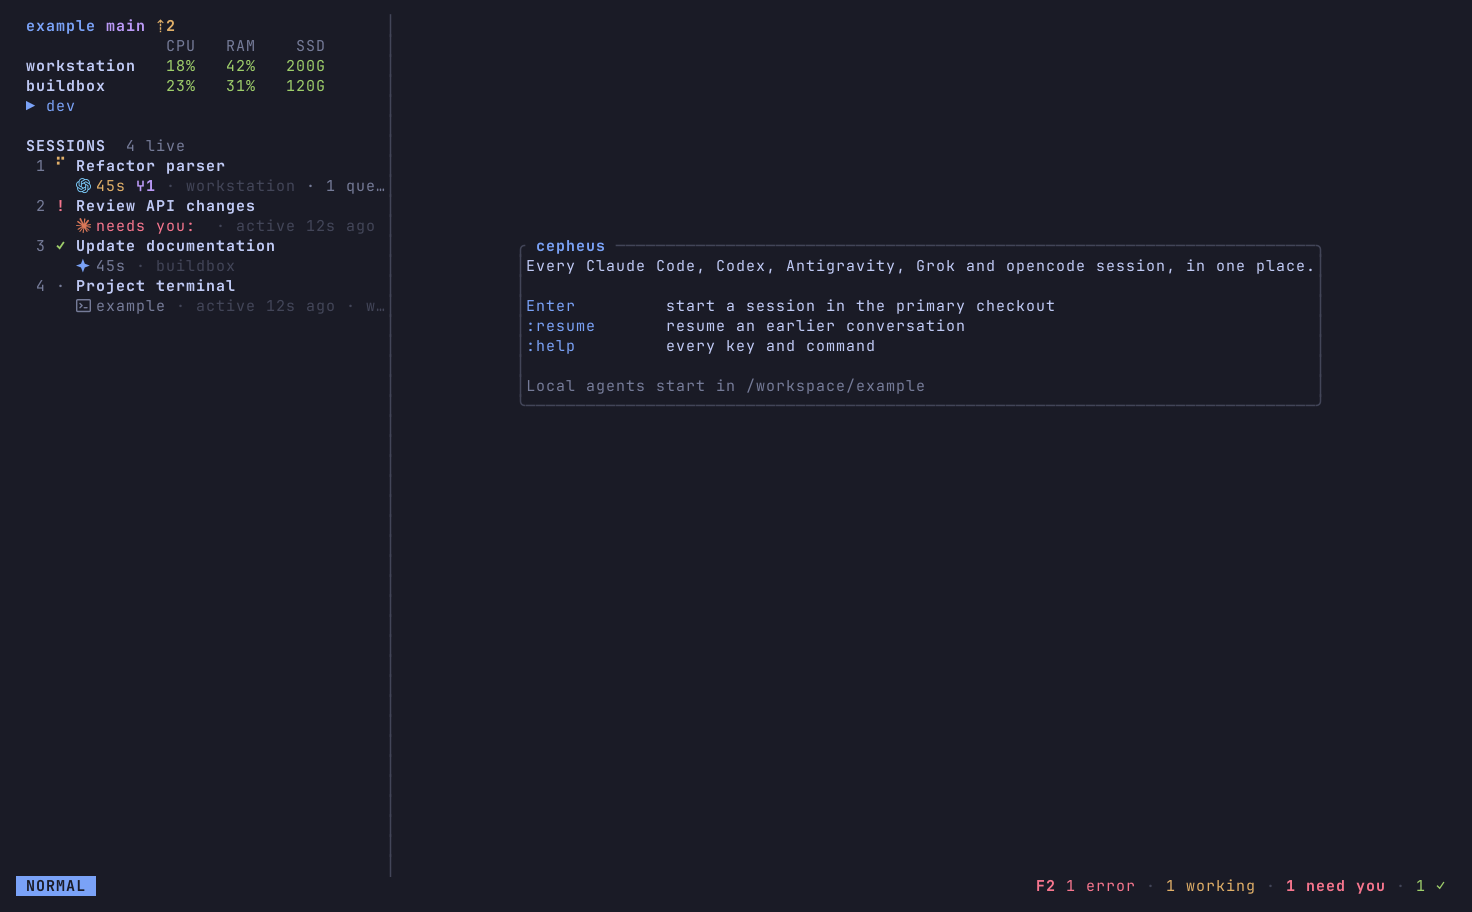 example main ⇡2
CPU RAM SSD
workstation 18% 42% 200G
buildbox 23% 31% 120G
▶ dev
SESSIONS 4 live
1 Refactor parser
45s 1 · workstation · 1 que…
2 ! Review API changes
needs you: · active 12s ago
3 ✓ Update documentation
45s · buildbox
4 · Project terminal
example · active 12s ago · w…
cepheus
Every Claude Code, Codex, Antigravity, Grok and opencode session, in one place.
Enter start a session in the primary checkout
:resume resume an earlier conversation
:help every key and command
Local agents start in /workspace/example
NORMAL
F2 1 error · 1 working · 1 need you · 1 ✓